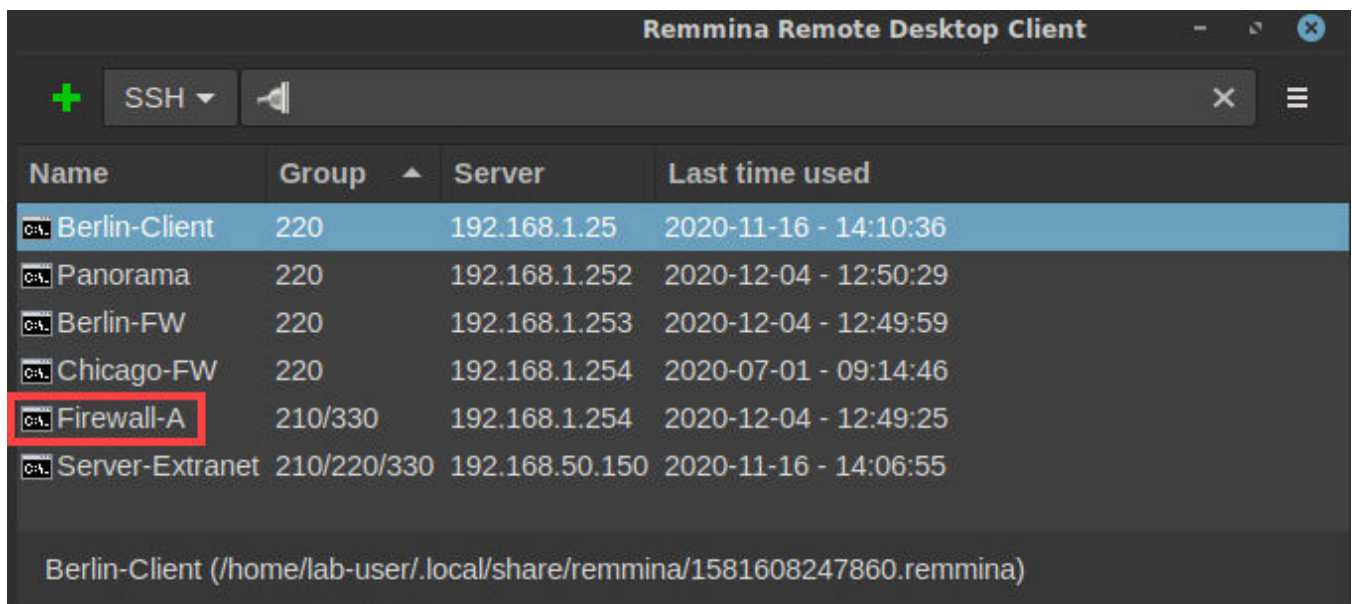 Remmina Remote Desktop Client
SSH
Name Group Server Last time used
Berlin-Client 220 192.168.1.25 2020-11-16 - 14:10:36
Panorama 220 192.168.1.252 2020-12-04 - 12:50:29
Berlin-FW 220 192.168.1.253 2020-12-04 - 12:49:59
Chicago-FW 220 192.168.1.254 2020-07-01 - 09:14:46
Firewall-A 210/330 192.168.1.254 2020-12-04 - 12:49:25
Server-Extranet 210/220/330 192.168.50.150 2020-11-16 - 14:06:55
Berlin-Client (/home/lab-user/.local/share/remmina/1581608247860.remmina)